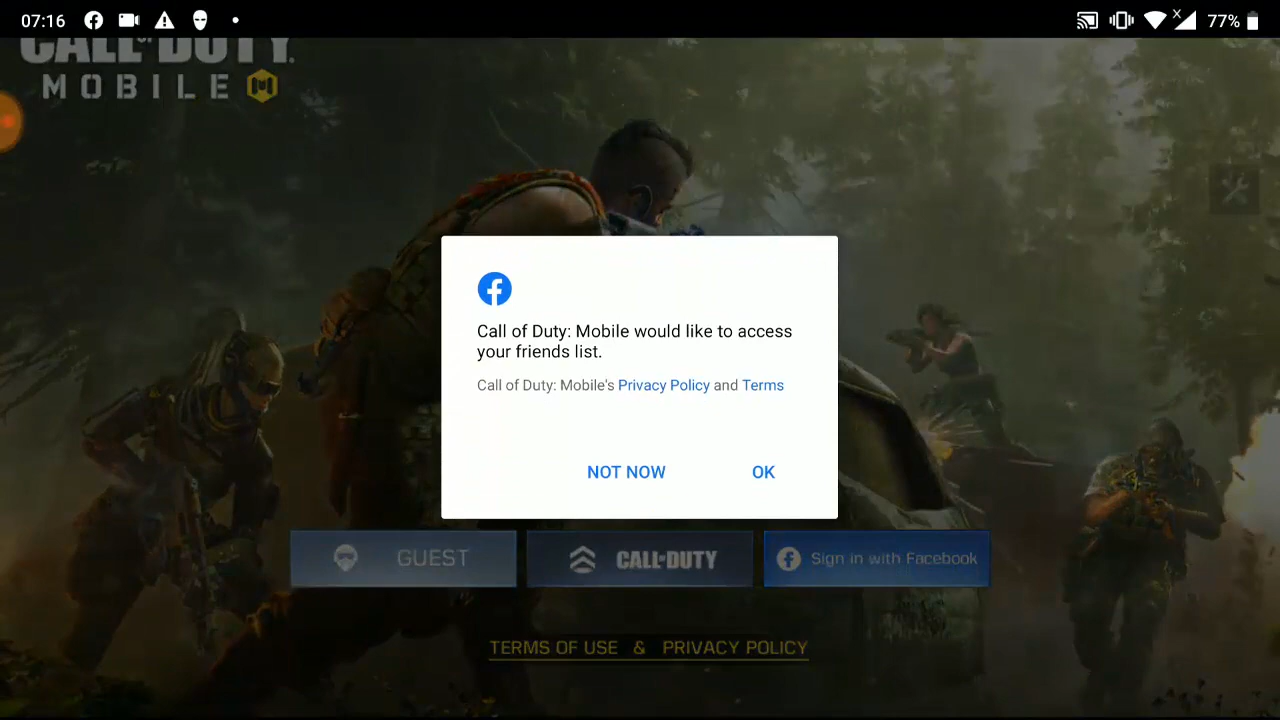 07:16
X
77%
CALL OF DUTY.
MOBILE
Call of Duty: Mobile would like to access
your friends list.
Call of Duty: Mobile's Privacy Policy and Terms
NOT NOW OK
GUEST
CALL OF DUTY
Sign in with Facebook
TERMS OF USE & PRIVACY POLICY